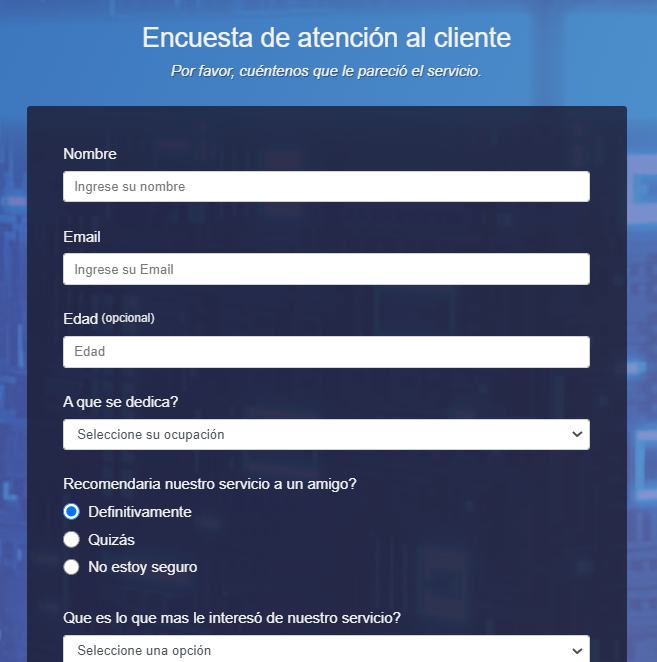 Encuesta de atención al cliente
Por favor, cuéntenos que le pareció el servicio.
Nombre
Ingrese su nombre
Email
Ingrese su Email
Edad (opcional)
Edad
A que se dedica?
Seleccione su ocupación
Recomendaria nuestro servicio a un amigo?
Definitivamente
Quizás
No estoy seguro
Que es lo que mas le interesó de nuestro servicio?
Seleccione una opción